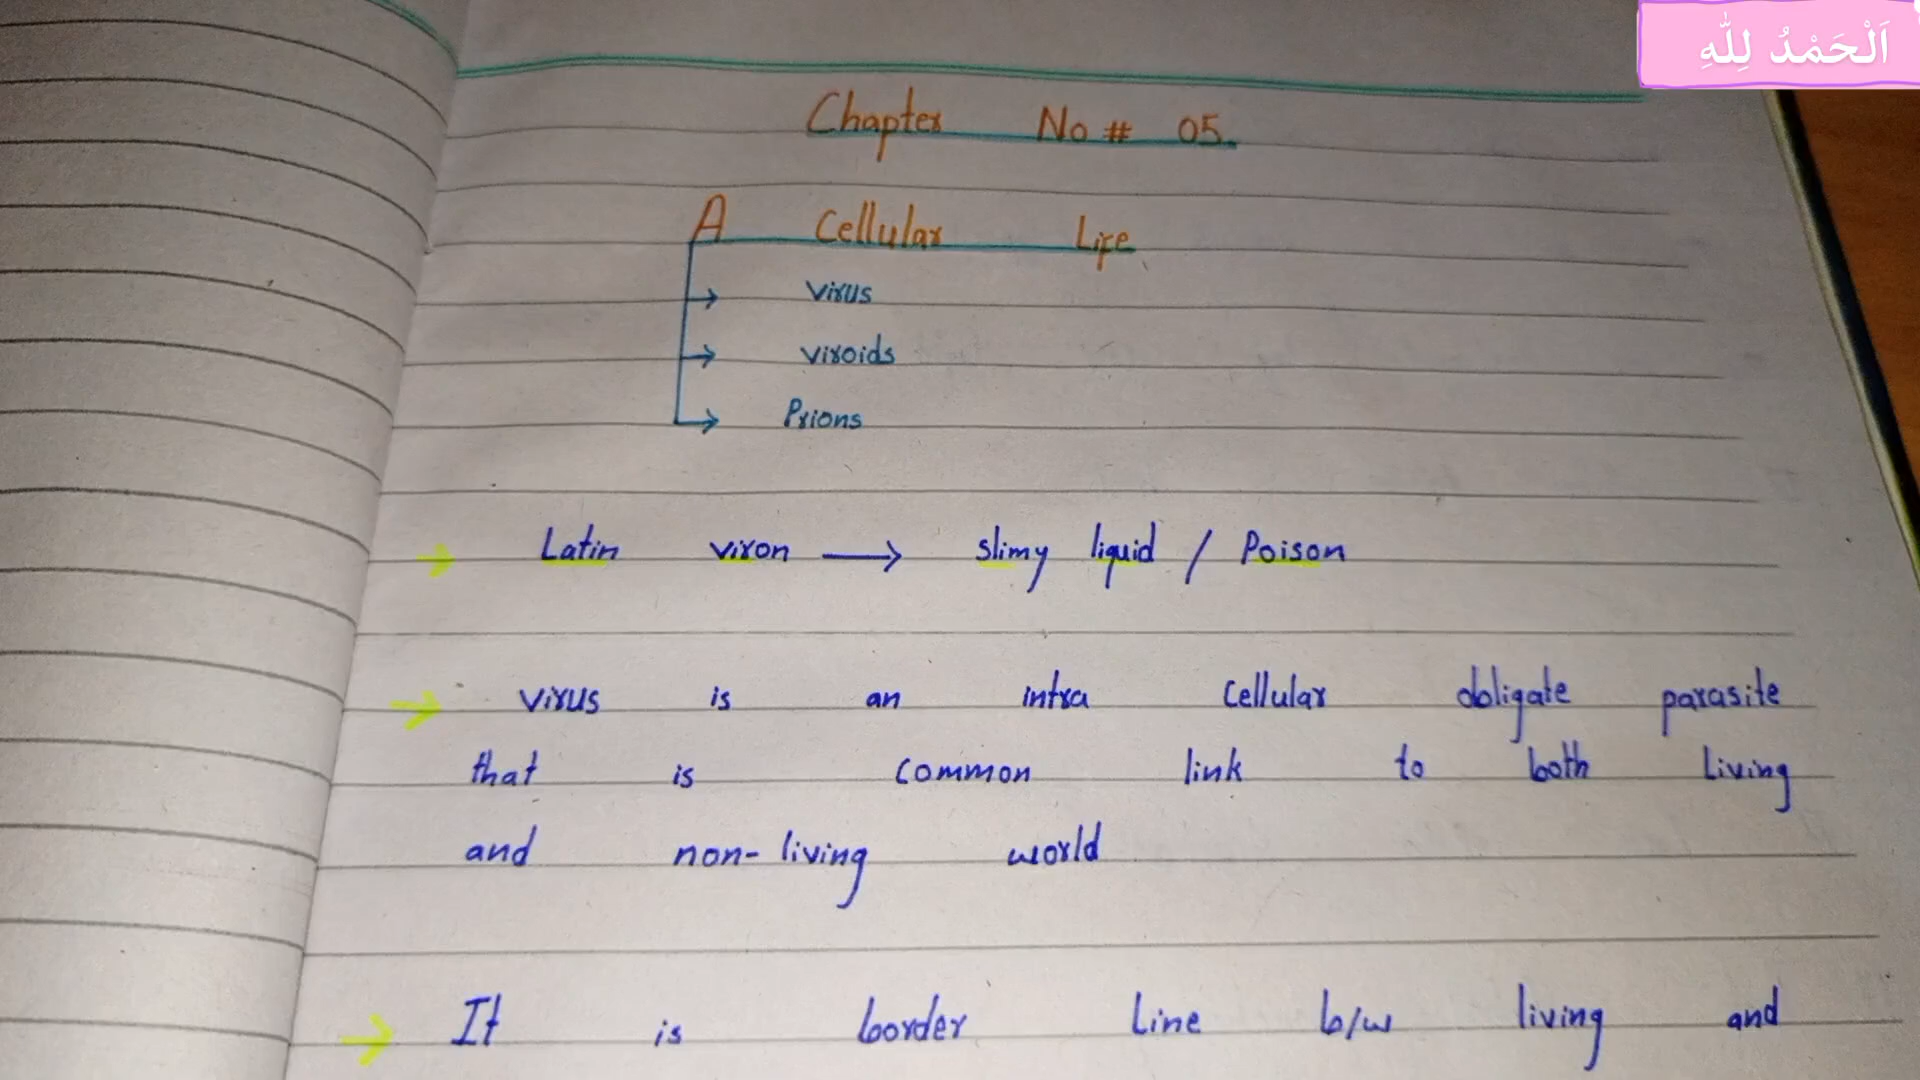 اَلْحَمْدُ لِلّٰهِ
Chapter No # 05.
A Cellular Life
Virus
viroids
Prions
Latin viron → slimy liquid / Poison
Virus is an intra Cellular obligate parasite
that is common link to both Living
and non-living world
It is border Line b/w living and